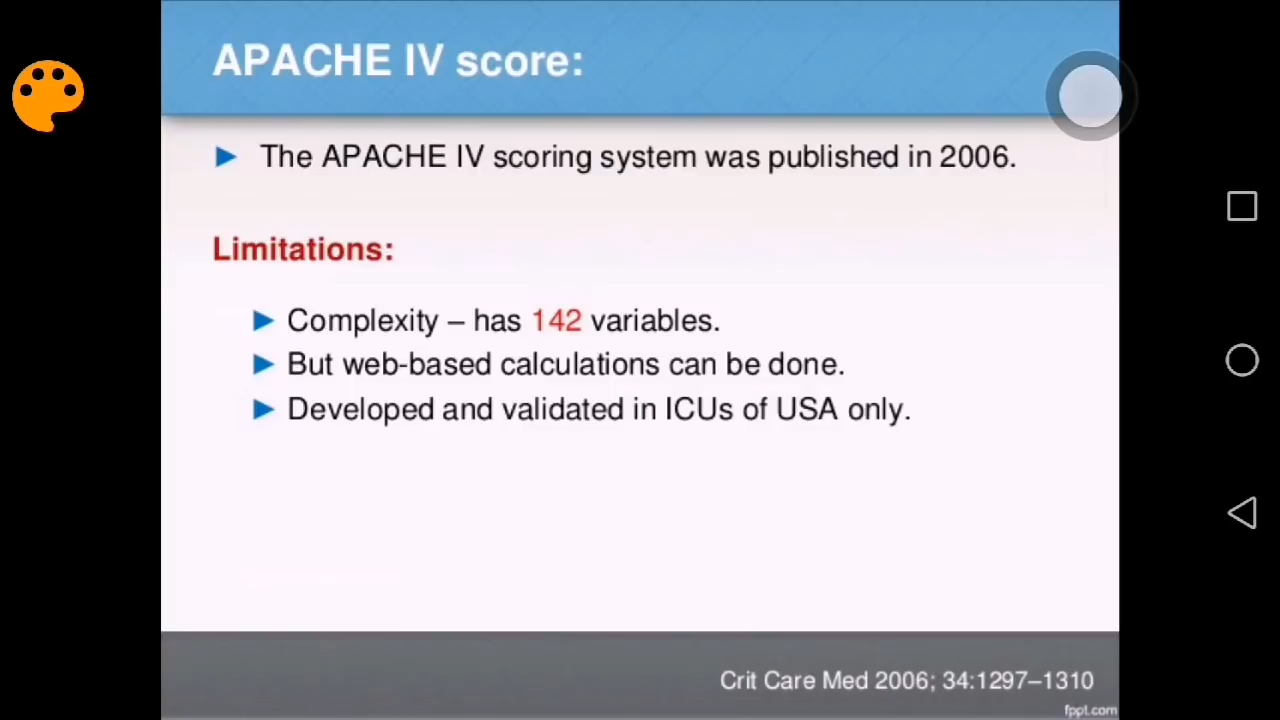 APACHE IV score:
► The APACHE IV scoring system was published in 2006.
Limitations:
► Complexity – has 142 variables.
► But web-based calculations can be done.
► Developed and validated in ICUs of USA only.
Crit Care Med 2006; 34:1297–1310
fppt.com